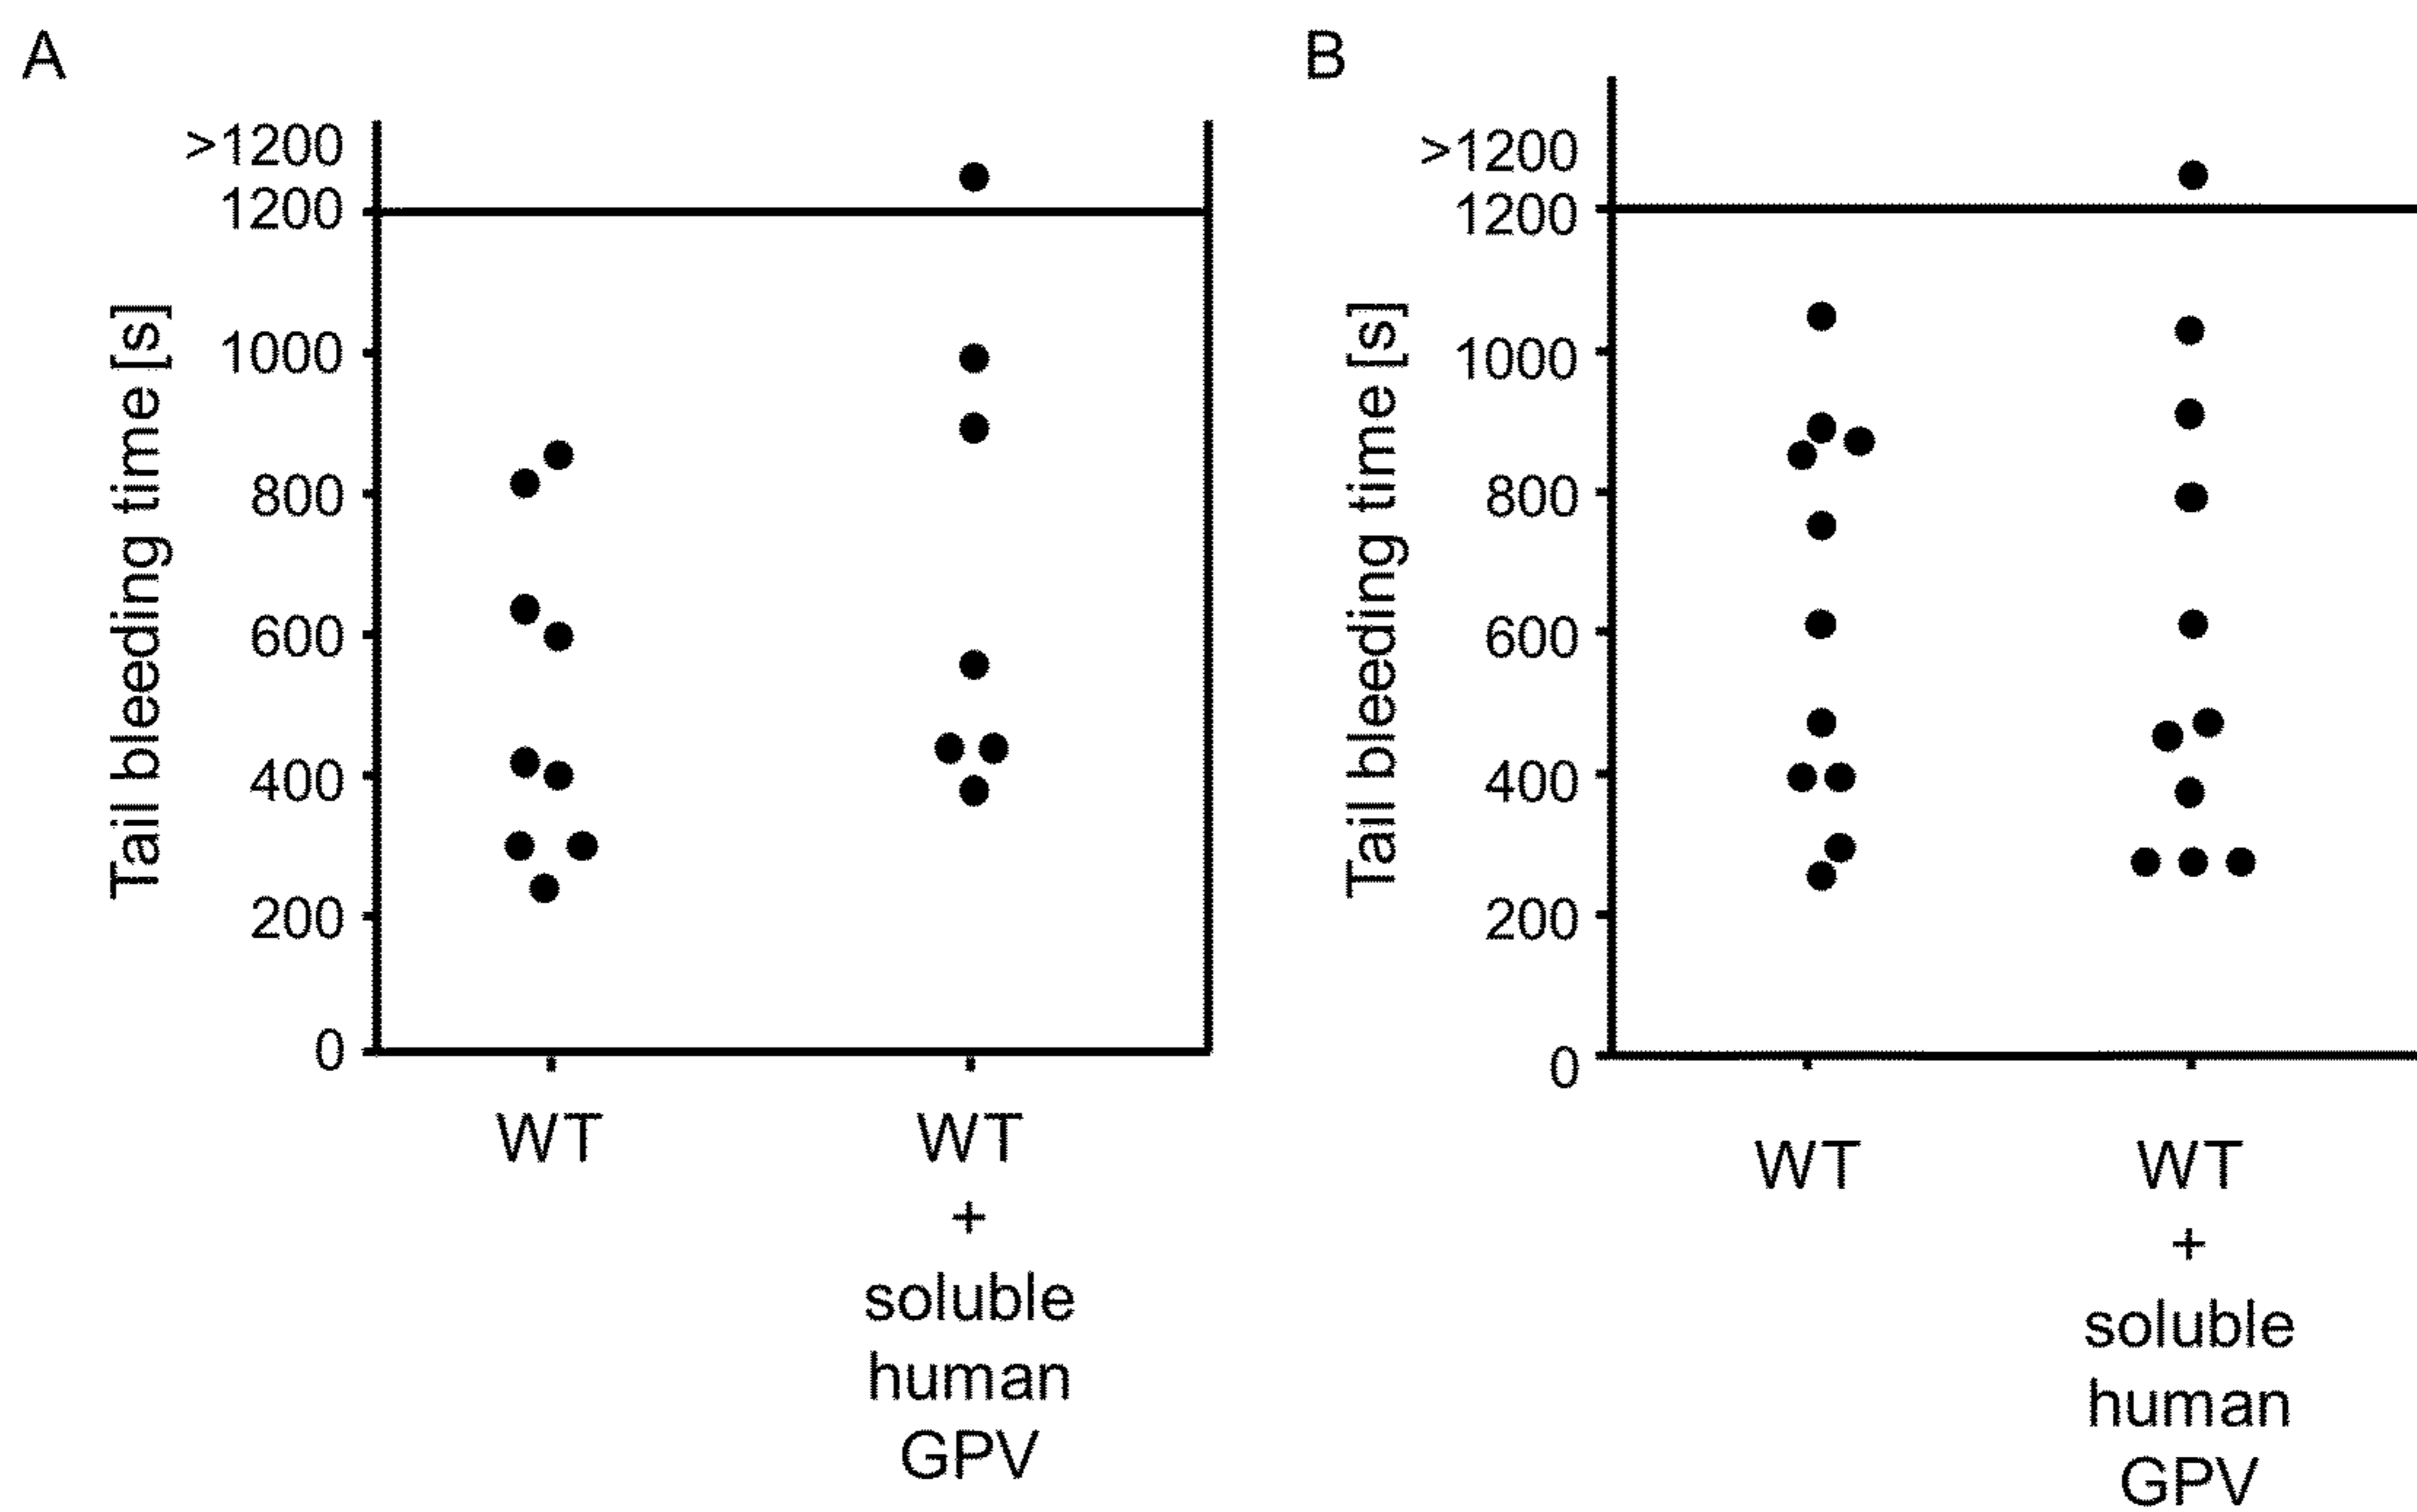 A
>1200
1200
1000
800
600
400
200
0
Tail bleeding time [s]
WT
WT
+
soluble
human
GPV
B
>1200
1200
1000
800
600
400
200
0
Tail bleeding time [s]
WT
WT
+
soluble
human
GPV